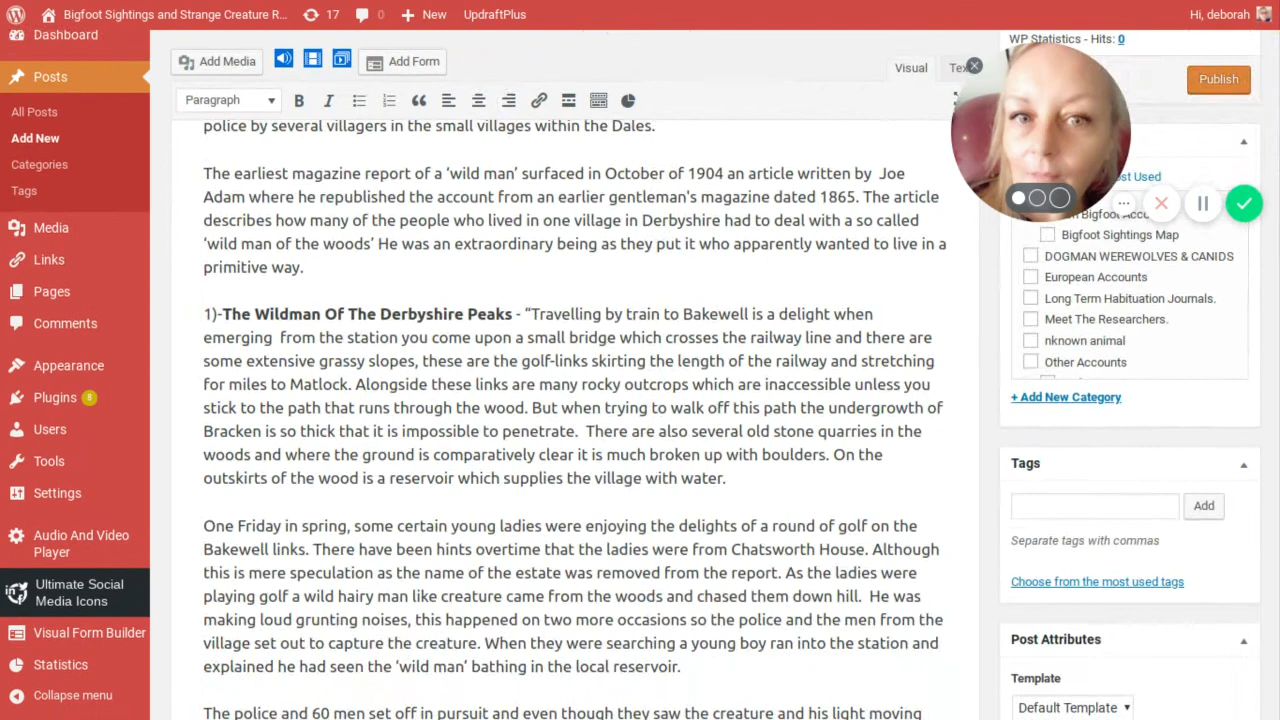 Bigfoot Sightings and Strange Creature R...
17
0
New
UpdraftPlus
Hi, deborah
Dashboard
Posts
All Posts
Add New
Categories
Tags
Media
Links
Pages
Comments
Appearance
Plugins
8
Users
Tools
Settings
Audio And Video
Player
Ultimate Social
Media Icons
Visual Form Builder
Statistics
Collapse menu
Add Media
Add Form
Visual
Paragraph
B
I
police by several villagers in the small villages within the Dales.
The earliest magazine report of a ‘wild man’ surfaced in October of 1904 an article written by  Joe
Adam where he republished the account from an earlier gentleman's magazine dated 1865. The article
describes how many of the people who lived in one village in Derbyshire had to deal with a so called
‘wild man of the woods’ He was an extraordinary being as they put it who apparently wanted to live in a
primitive way.
1)-The Wildman Of The Derbyshire Peaks - “Travelling by train to Bakewell is a delight when
emerging  from the station you come upon a small bridge which crosses the railway line and there are
some extensive grassy slopes, these are the golf-links skirting the length of the railway and stretching
for miles to Matlock. Alongside these links are many rocky outcrops which are inaccessible unless you
stick to the path that runs through the wood. But when trying to walk off this path the undergrowth of
Bracken is so thick that it is impossible to penetrate.  There are also several old stone quarries in the
woods and where the ground is comparatively clear it is much broken up with boulders. On the
outskirts of the wood is a reservoir which supplies the village with water.
One Friday in spring, some certain young ladies were enjoying the delights of a round of golf on the
Bakewell links. There have been hints overtime that the ladies were from Chatsworth House. Although
this is mere speculation as the name of the estate was removed from the report. As the ladies were
playing golf a wild hairy man like creature came from the woods and chased them down hill.  He was
making loud grunting noises, this happened on two more occasions so the police and the men from the
village set out to capture the creature. When they were searching a young boy ran into the station and
explained he had seen the ‘wild man’ bathing in the local reservoir.
The police and 60 men set off in pursuit and even though they saw the creature and his light moving
WP Statistics - Hits: 0
Publish
Used
Bigfoot
Bigfoot Sightings Map
DOGMAN WEREWOLVES & CANIDS
European Accounts
Long Term Habituation Journals.
Meet The Researchers.
nknown animal
Other Accounts
+ Add New Category
Tags
Add
Separate tags with commas
Choose from the most used tags
Post Attributes
Template
Default Template